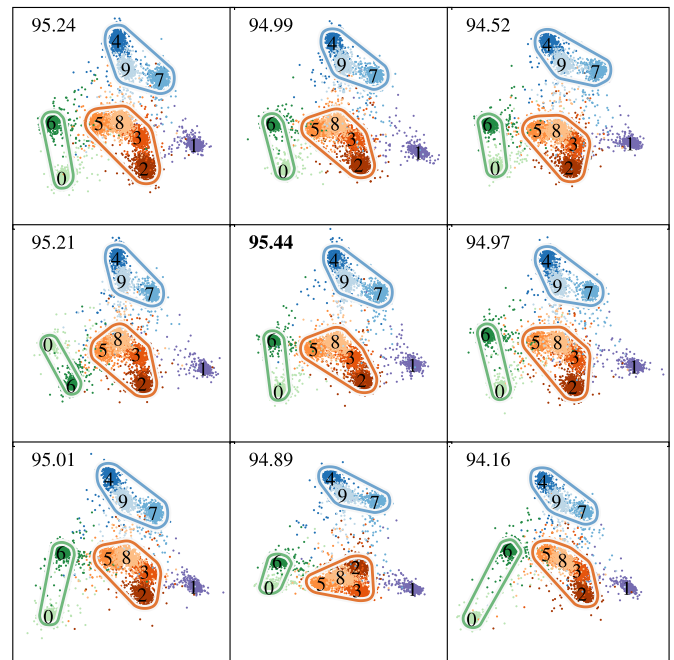 95.24 94.99 94.52
4 4 4
9 7 9 7 9 7
6 5 8 6 5 8 6 5 8
3 1 3 1 3 1
0 2 0 2 0 2
95.21 95.44 94.97
4 4 4
9 7 9 7 9 7
0 5 8 6 5 8 6 5 8
3 1 3 1 3 1
6 2 0 2 0 2
95.01 94.89 94.16
4 4 4
9 7 9 7 9 7
6 5 8 6 8 2 6 5 8
3 1 5 3 1 3 1
0 2 0 0 2